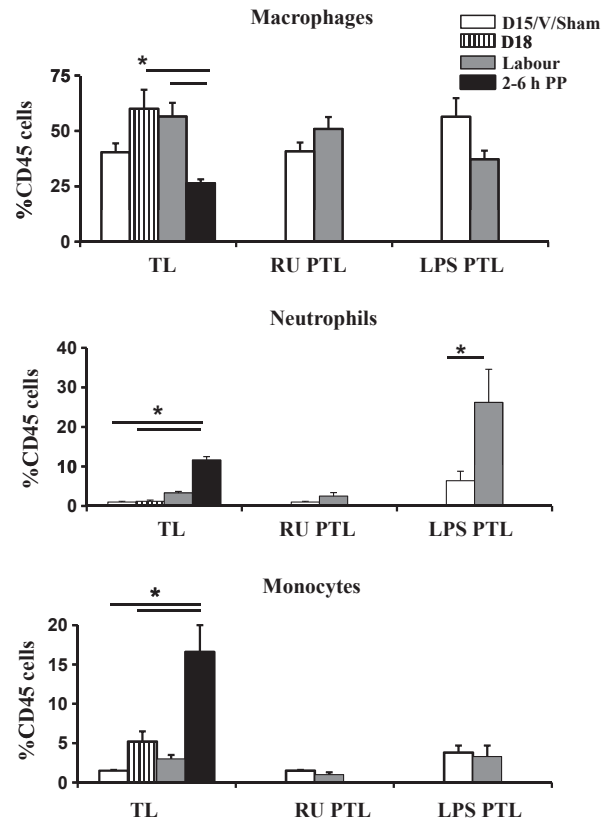 Macrophages
D15/V/Sham
D18
Labour
2-6 h PP
%CD45 cells
75
50
25
0
*
TL
RU PTL
LPS PTL
Neutrophils
%CD45 cells
40
30
20
10
0
*
*
TL
RU PTL
LPS PTL
Monocytes
%CD45 cells
20
15
10
5
0
*
TL
RU PTL
LPS PTL